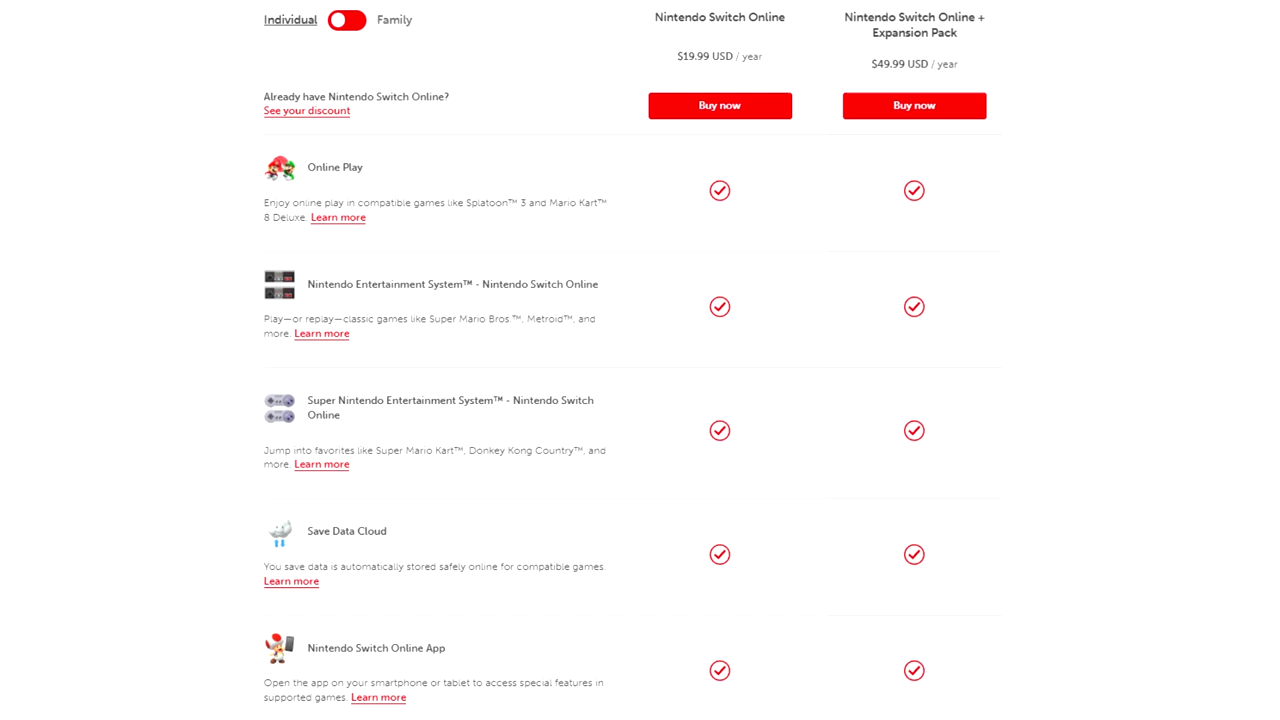 Individual Family
Nintendo Switch Online
Nintendo Switch Online +
Expansion Pack
$19.99 USD / year
$49.99 USD / year
Already have Nintendo Switch Online?
See your discount
Buy now
Buy now
Online Play
Enjoy online play in compatible games like Splatoon™ 3 and Mario Kart™
8 Deluxe. Learn more
Nintendo Entertainment System™ - Nintendo Switch Online
Play—or replay—classic games like Super Mario Bros.™, Metroid™, and
more. Learn more
Super Nintendo Entertainment System™ - Nintendo Switch
Online
Jump into favorites like Super Mario Kart™, Donkey Kong Country™, and
more. Learn more
Save Data Cloud
You save data is automatically stored safely online for compatible games.
Learn more
Nintendo Switch Online App
Open the app on your smartphone or tablet to access special features in
supported games. Learn more